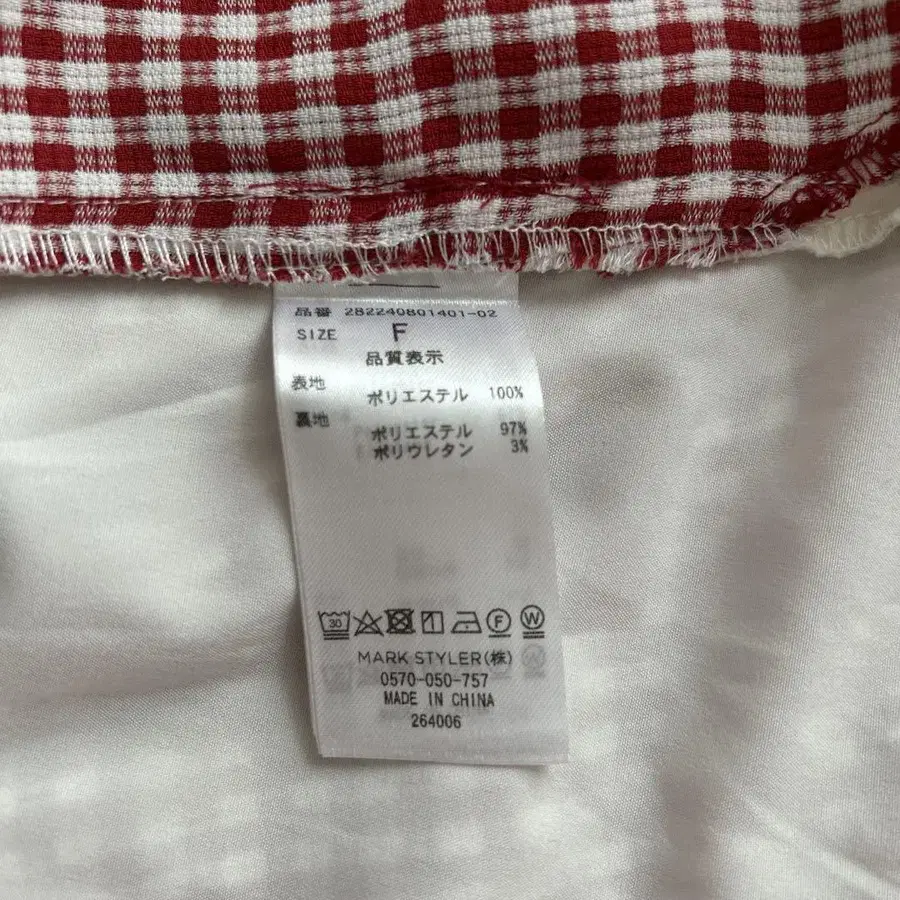 品番 282240801401-02
SIZE F
品質表示
表地 ポリエステル 100%
裏地 ポリエステル 97%
ポリウレタン 3%
30 F W
MARK STYLER(株)
0570-050-757
MADE IN CHINA
264006